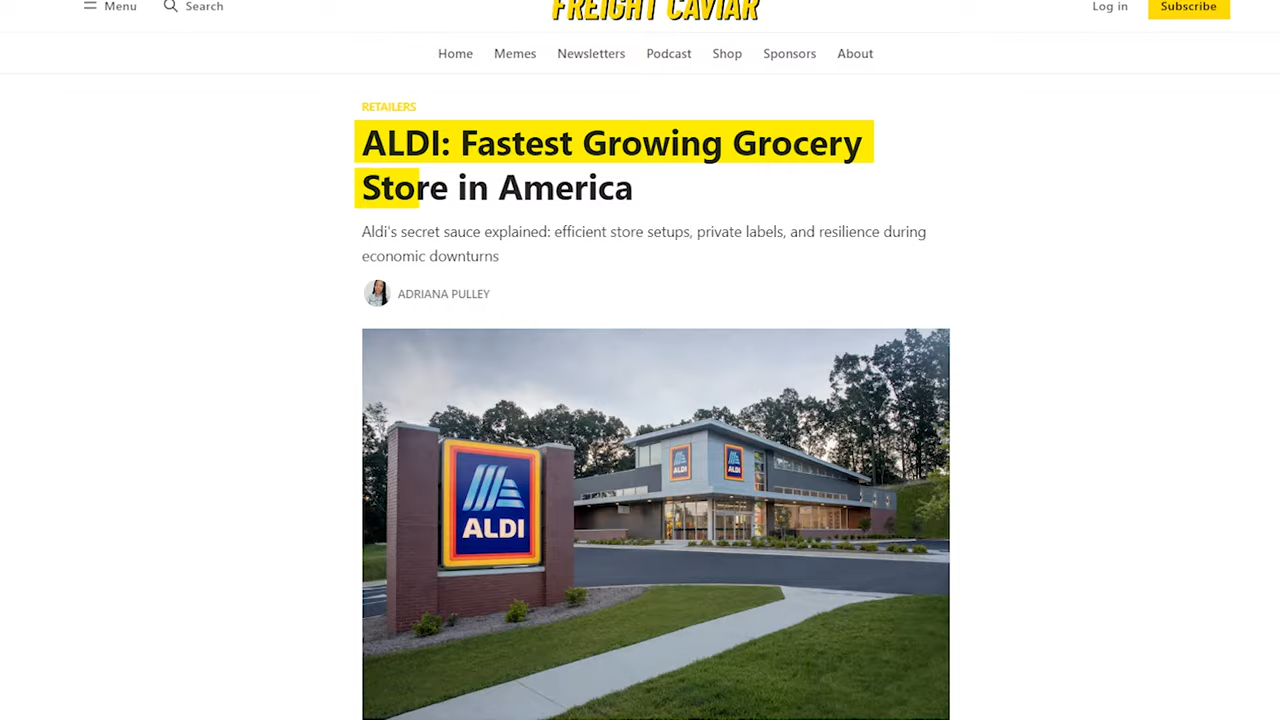 Menu
Search
FREIGHT CAVIAR
Log in
Subscribe
Home
Memes
Newsletters
Podcast
Shop
Sponsors
About
RETAILERS
ALDI: Fastest Growing Grocery
Store in America
Aldi's secret sauce explained: efficient store setups, private labels, and resilience during
economic downturns
ADRIANA PULLEY
ALDI
ALDI
ALDI